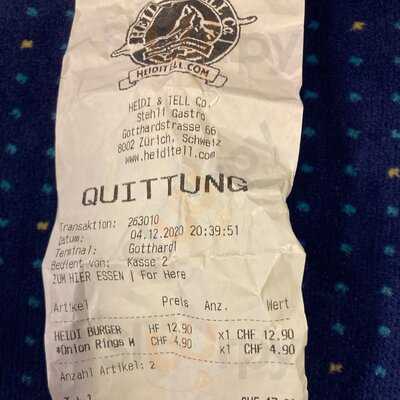 HEIDI & TELL Co.
HEIDITELL.COM
HEIDI & TELL Co.
Stehli Gastro
Gotthardstrasse 66
8002 Zürich, Schweiz
www.heiditell.com
QUITTUNG
Transaktion: 263010
Datum: 04.12.2020 20:39:51
Terminal: Gotthard1
Bedient von: Kasse 2
ZUM HIER ESSEN | For Here
Artikel Preis Anz. Wert
HEIDI BURGER HF 12.90 x1 CHF 12.90
*Onion Rings M CHF 4.90 x1 CHF 4.90
Anzahl Artikel: 2